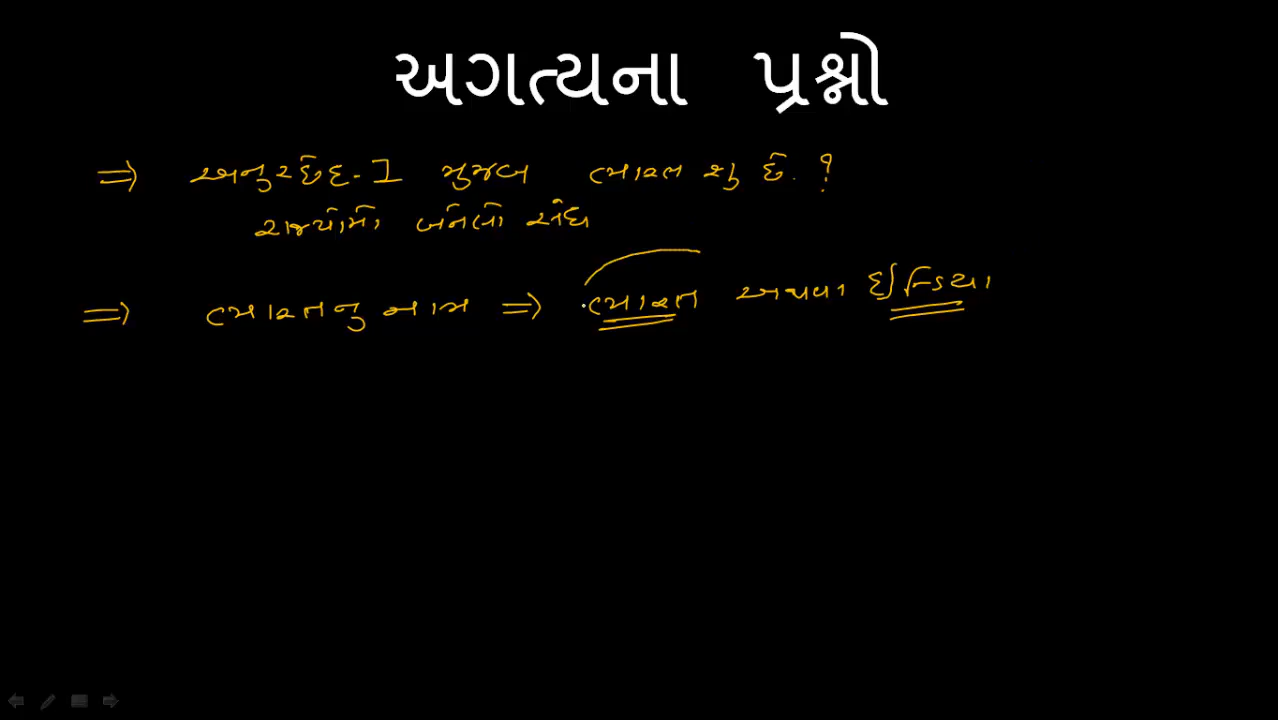 અગત્યના પ્રશ્નો
⇒ અનુચ્છેદ-1 મુજબ ભારત શું છે. ?
રાજ્યોનો બનેલો સંઘ
⇒ ભારતનુ નામ ⇒ ભારત અથવા ઈન્ડિયા